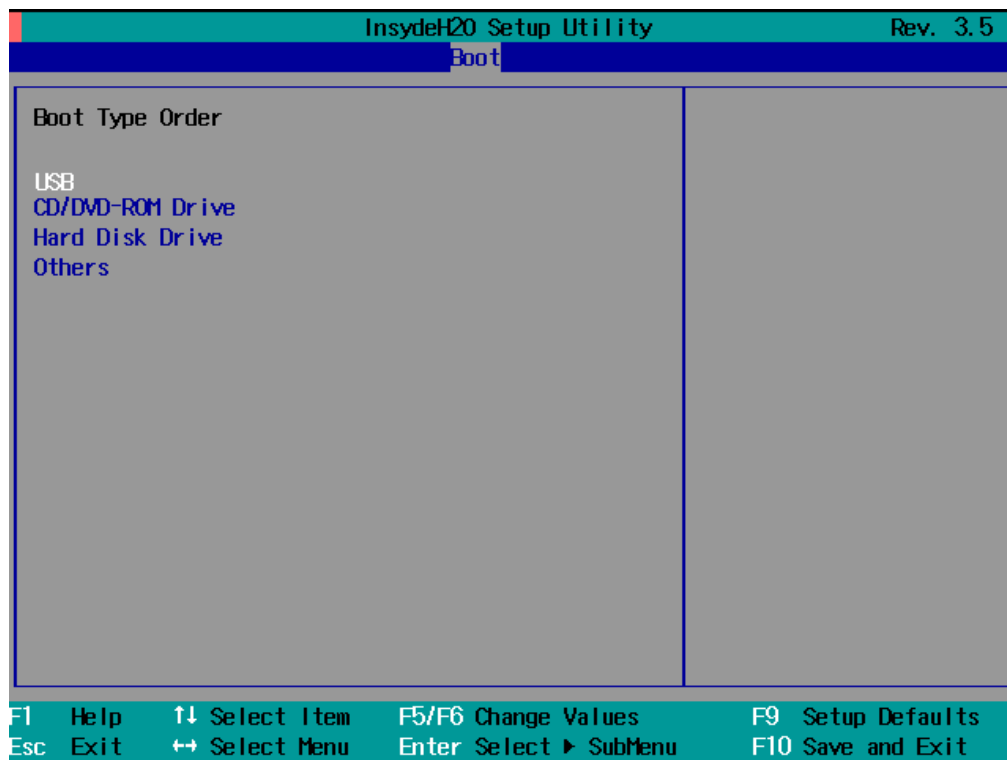 InsydeH2O Setup Utility Rev. 3.5
Boot
Boot Type Order
USB
CD/DVD-ROM Drive
Hard Disk Drive
Others
F1 Help ↑↓ Select Item F5/F6 Change Values F9 Setup Defaults
Esc Exit ↔ Select Menu Enter Select ▶ SubMenu F10 Save and Exit